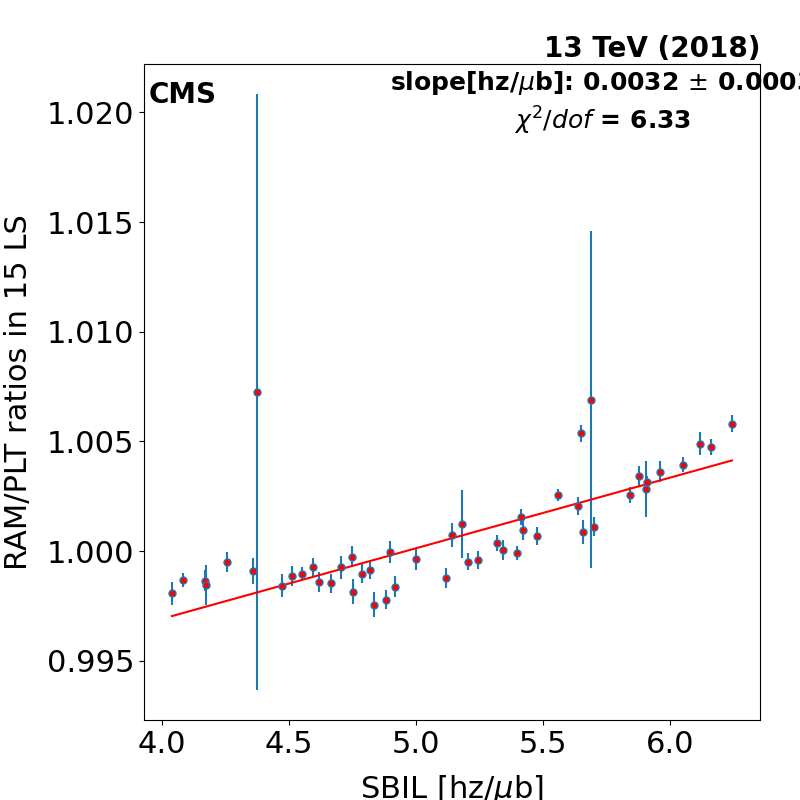 13 TeV (2018)
CMS
slope[hz/μb]: 0.0032 ± 0.0003
χ²/dof = 6.33
1.020
1.015
1.010
1.005
1.000
0.995
RAM/PLT ratios in 15 LS
4.0 4.5 5.0 5.5 6.0
SBIL [hz/μb]